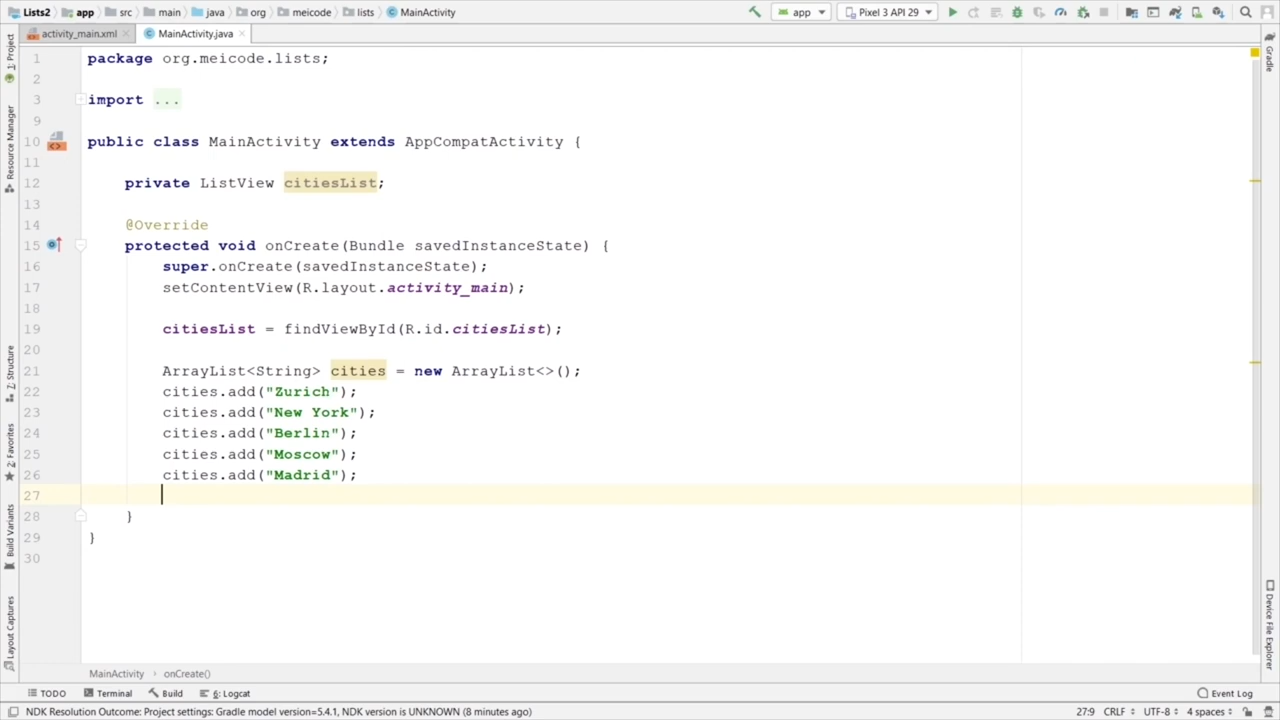 Lists2 app src main java org meicode lists MainActivity app Pixel 3 API 29
activity_main.xml MainActivity.java
1 package org.meicode.lists;
2
3 import ...
9
10 public class MainActivity extends AppCompatActivity {
11
12 private ListView citiesList;
13
14 @Override
15 protected void onCreate(Bundle savedInstanceState) {
16 super.onCreate(savedInstanceState);
17 setContentView(R.layout.activity_main);
18
19 citiesList = findViewById(R.id.citiesList);
20
21 ArrayList<String> cities = new ArrayList<>();
22 cities.add("Zurich");
23 cities.add("New York");
24 cities.add("Berlin");
25 cities.add("Moscow");
26 cities.add("Madrid");
27
28 }
29 }
30
MainActivity › onCreate()
1: Project
Resource Manager
7: Structure
2: Favorites
Build Variants
Layout Captures
Gradle
Device File Explorer
TODO Terminal Build 6: Logcat Event Log
NDK Resolution Outcome: Project settings: Gradle model version=5.4.1, NDK version is UNKNOWN (8 minutes ago) 27:9 CRLF UTF-8 4 spaces